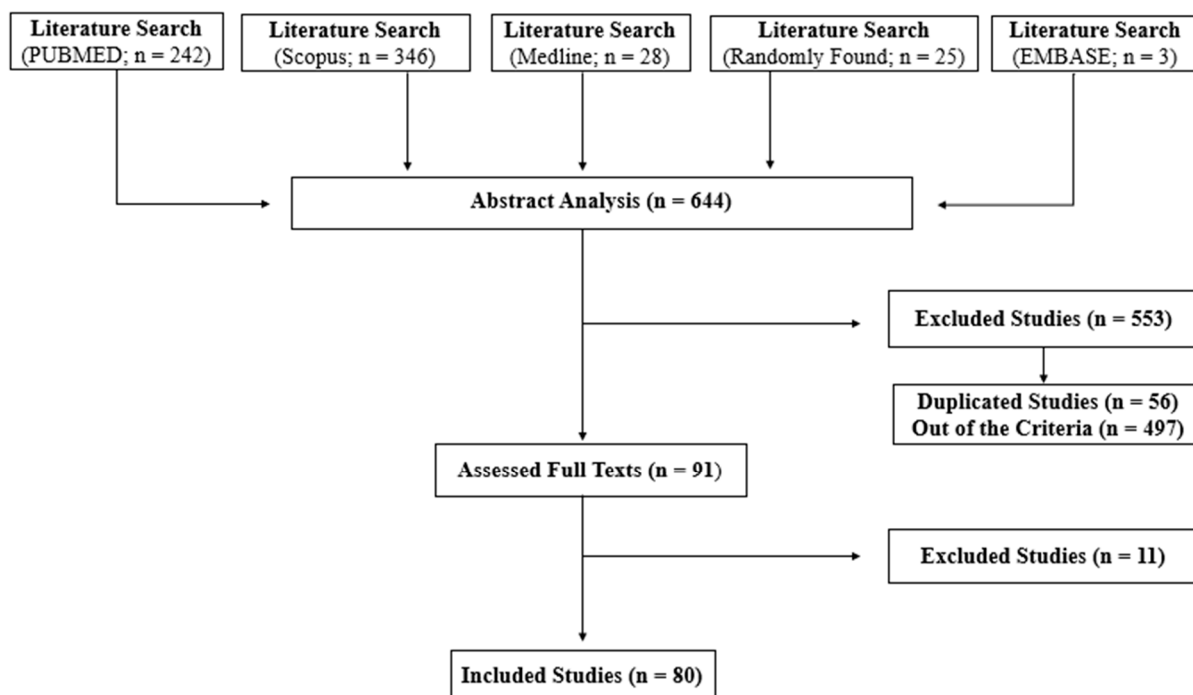 Literature Search
(PUBMED; n = 242)
Literature Search
(Scopus; n = 346)
Literature Search
(Medline; n = 28)
Literature Search
(Randomly Found; n = 25)
Literature Search
(EMBASE; n = 3)
Abstract Analysis (n = 644)
Excluded Studies (n = 553)
Duplicated Studies (n = 56)
Out of the Criteria (n = 497)
Assessed Full Texts (n = 91)
Excluded Studies (n = 11)
Included Studies (n = 80)